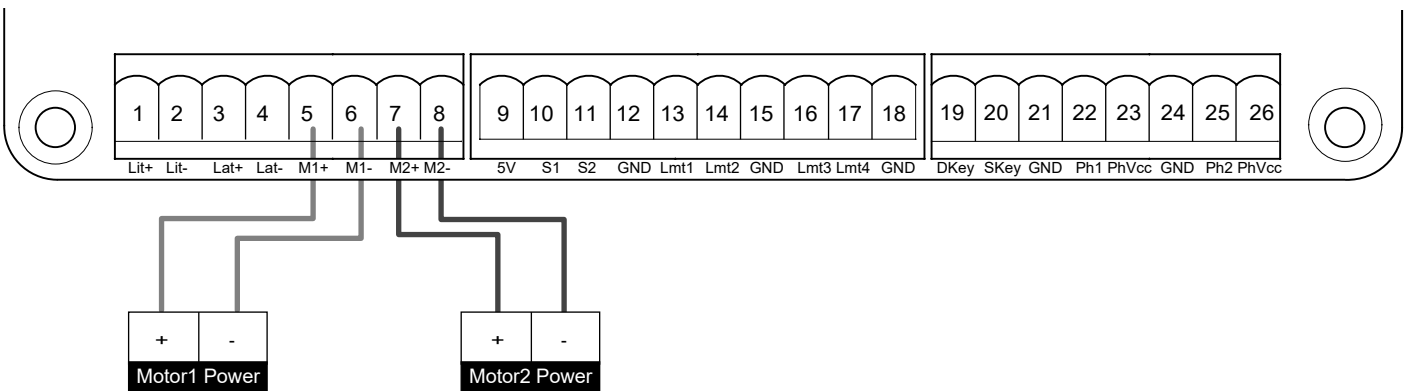 1 2 3 4 5 6 7 8 9 10 11 12 13 14 15 16 17 18 19 20 21 22 23 24 25 26
Lit+ Lit- Lat+ Lat- M1+ M1- M2+ M2- 5V S1 S2 GND Lmt1 Lmt2 GND Lmt3 Lmt4 GND DKey SKey GND Ph1 PhVcc GND Ph2 PhVcc
+ - + -
Motor1 Power Motor2 Power